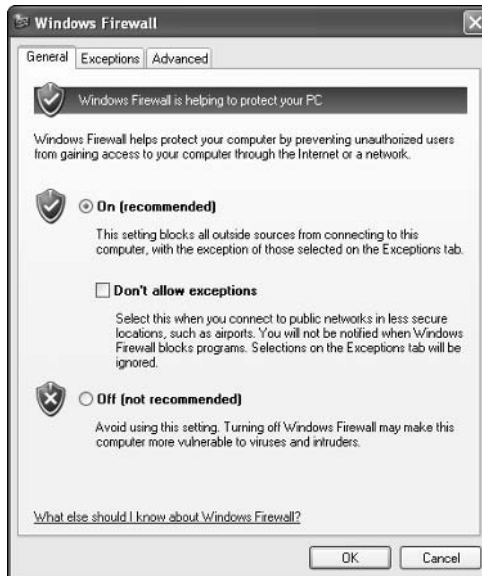 Windows Firewall
General Exceptions Advanced
Windows Firewall is helping to protect your PC
Windows Firewall helps protect your computer by preventing unauthorized users
from gaining access to your computer through the Internet or a network.
On (recommended)
This setting blocks all outside sources from connecting to this
computer, with the exception of those selected on the Exceptions tab.
Don't allow exceptions
Select this when you connect to public networks in less secure
locations, such as airports. You will not be notified when Windows
Firewall blocks programs. Selections on the Exceptions tab will be
ignored.
Off (not recommended)
Avoid using this setting. Turning off Windows Firewall may make this
computer more vulnerable to viruses and intruders.
What else should I know about Windows Firewall?
OK Cancel